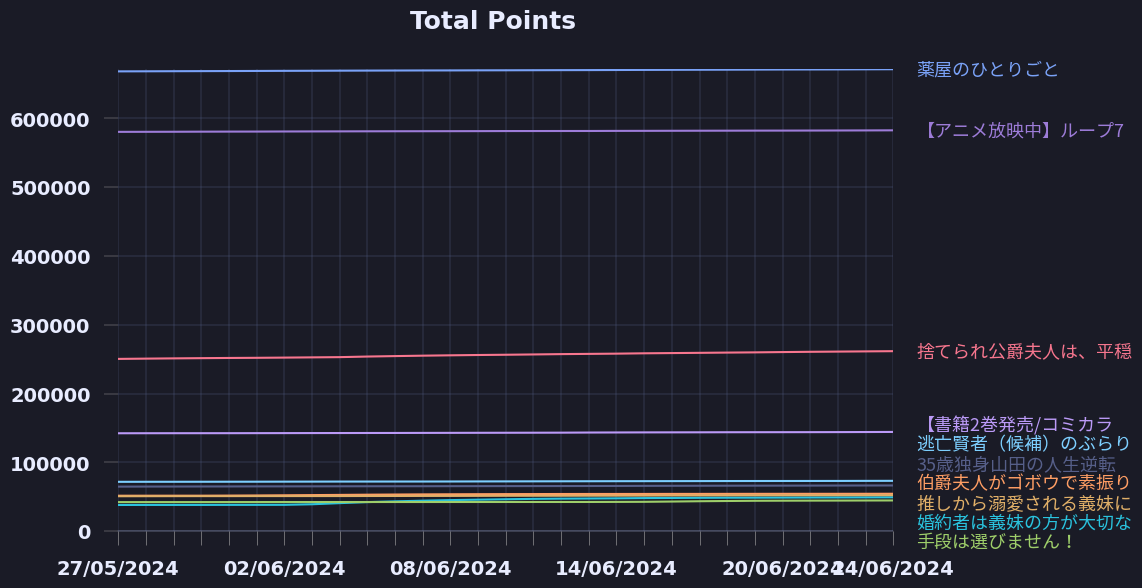 Total Points
600000
500000
400000
300000
200000
100000
0
薬屋のひとりごと
【アニメ放映中】ループ7
捨てられ公爵夫人は、平穏
【書籍2巻発売/コミカラ
逃亡賢者（候補）のぶらり
35歳独身山田の人生逆転
伯爵夫人がゴボウで素振り
推しから溺愛される義妹に
婚約者は義妹の方が大切な
手段は選びません！
27/05/2024
02/06/2024
08/06/2024
14/06/2024
20/06/2024
24/06/2024